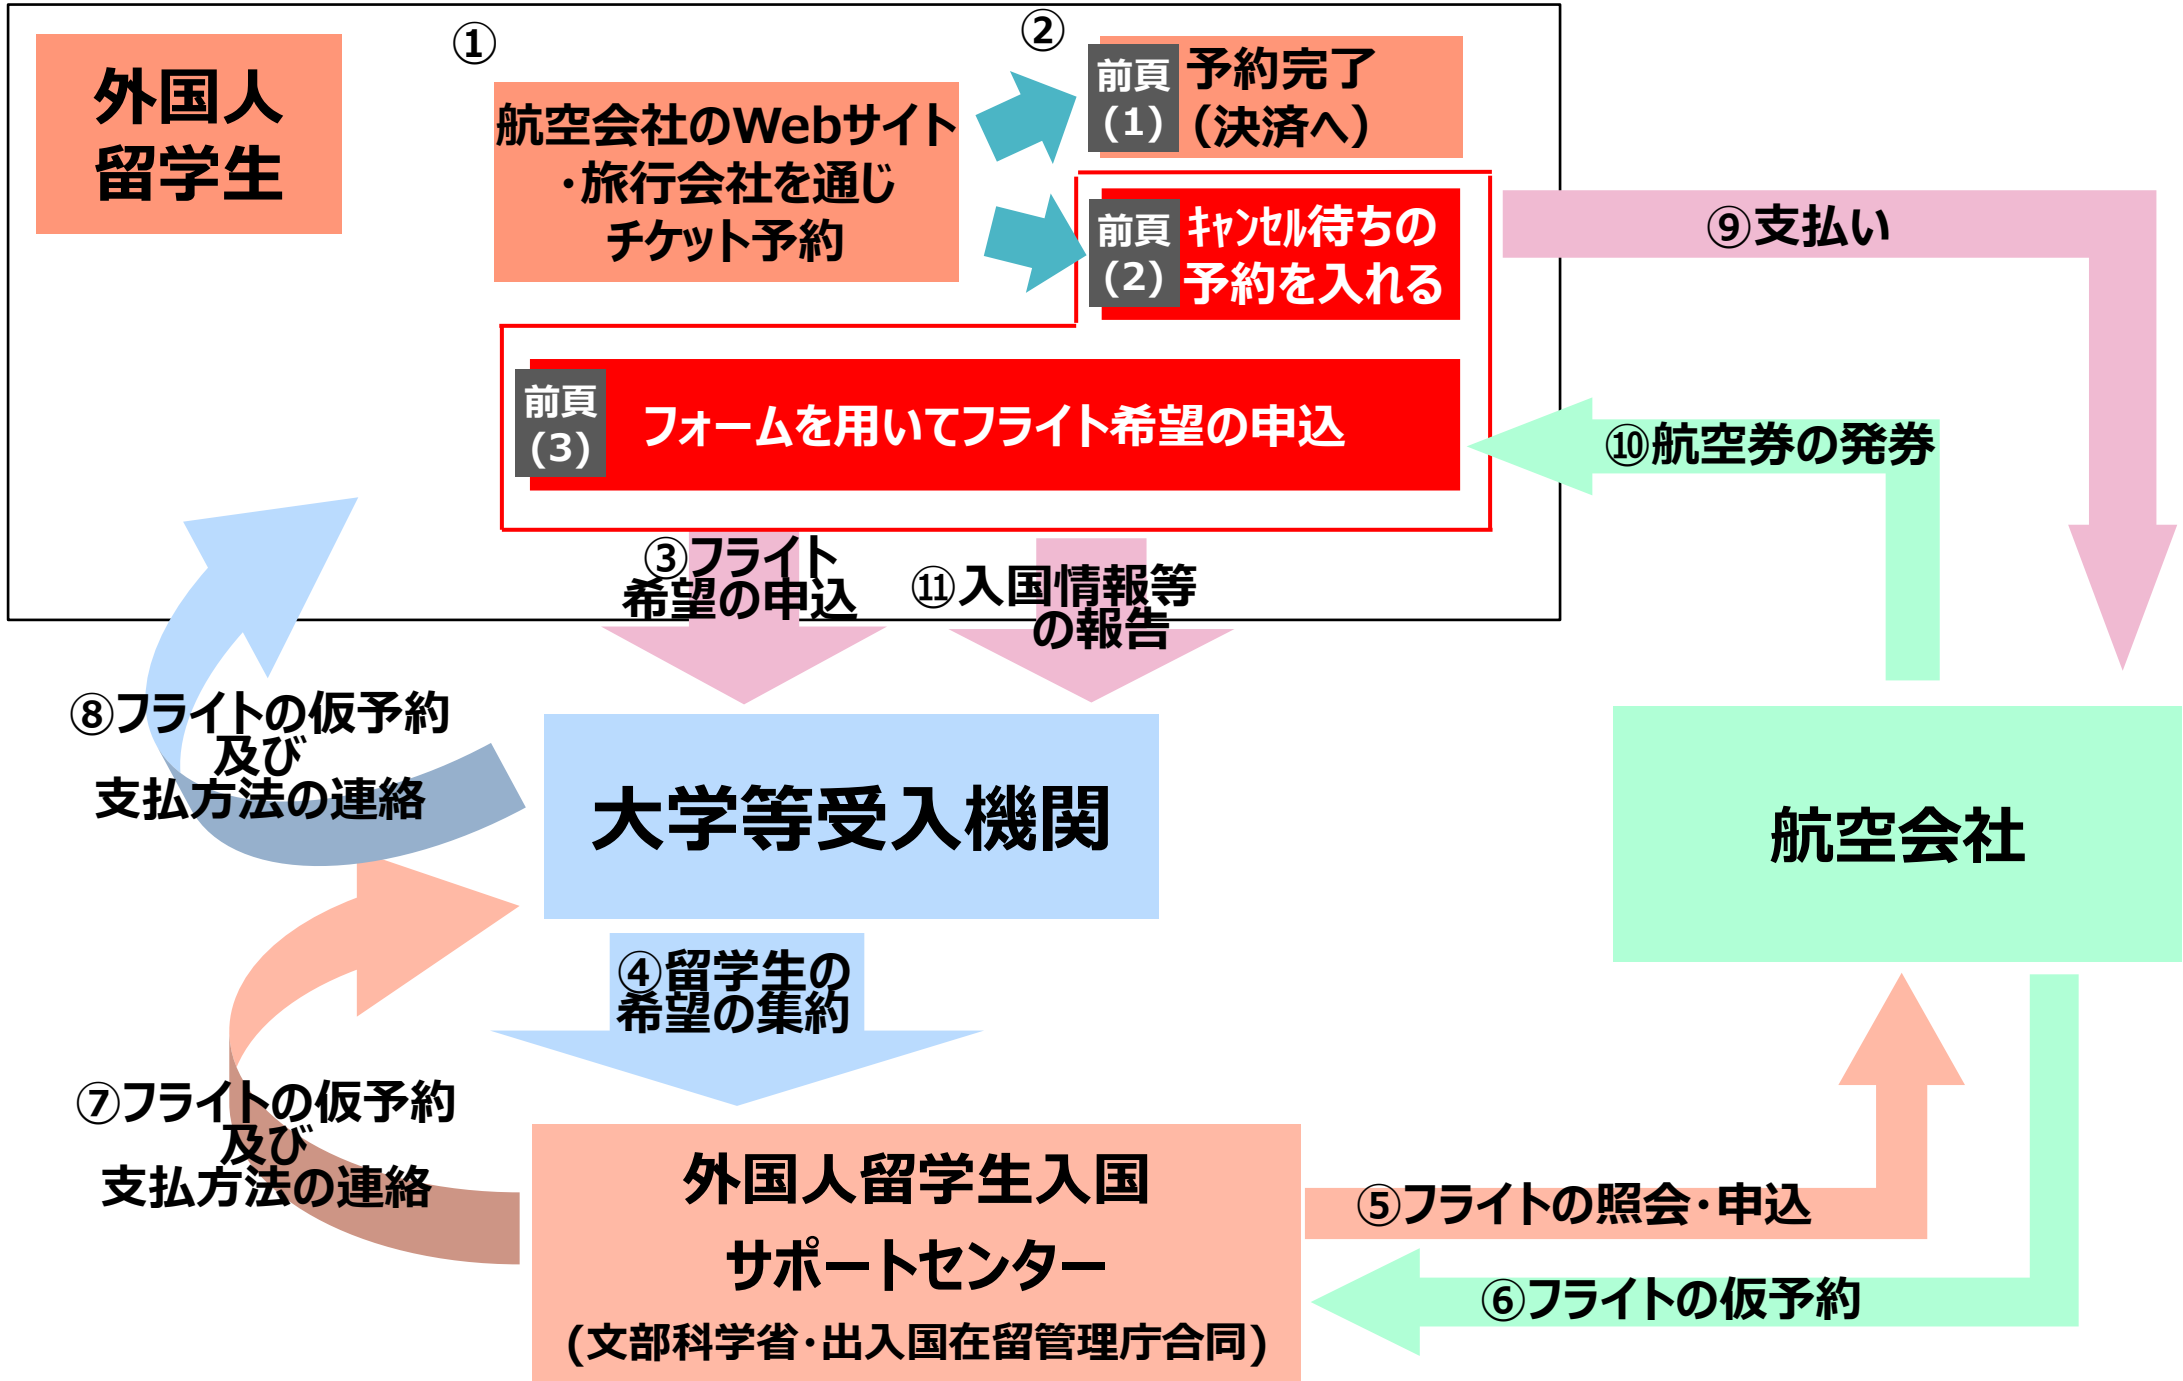 外国人
留学生
①
航空会社のWebサイト
・旅行会社を通じ
チケット予約
②
前頁
(1)
予約完了
（決済へ）
前頁
(2)
ｷｬﾝｾﾙ待ちの
予約を入れる
前頁
(3)
フォームを用いてフライト希望の申込
⑨支払い
⑩航空券の発券
③フライト
希望の申込
⑪入国情報等
の報告
⑧フライトの仮予約
及び
支払方法の連絡
大学等受入機関
航空会社
④留学生の
希望の集約
⑦フライトの仮予約
及び
支払方法の連絡
外国人留学生入国
サポートセンター
(文部科学省・出入国在留管理庁合同)
⑤フライトの照会・申込
⑥フライトの仮予約